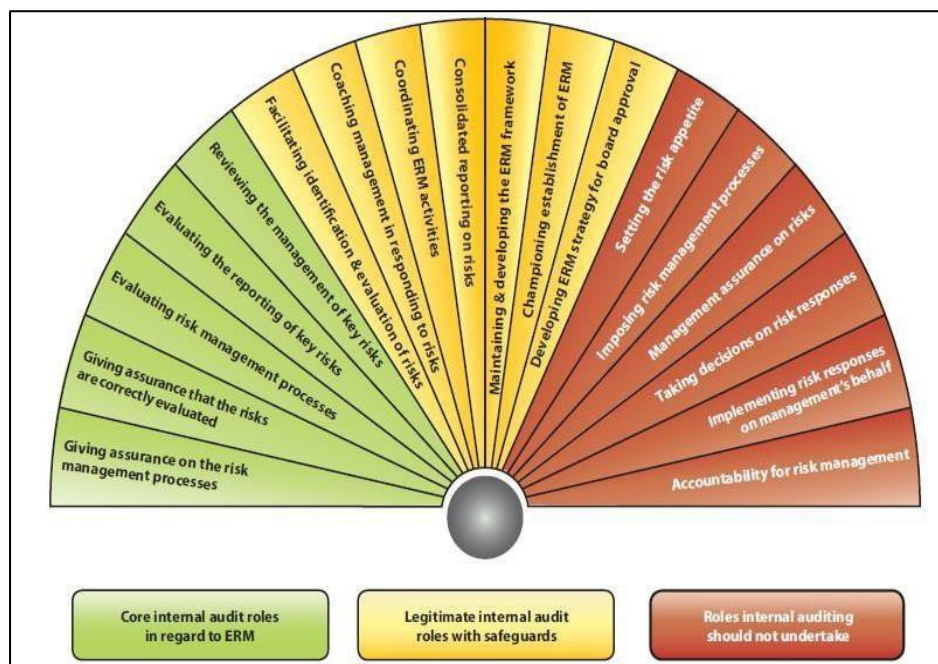 Giving assurance on the risk
management processes
Giving assurance that the risks
are correctly evaluated
Evaluating risk management processes
Evaluating the reporting of key risks
Reviewing the management of key risks
Facilitating identification & evaluation of risks
Coaching management in responding to risks
Coordinating ERM activities
Consolidated reporting on risks
Maintaining & developing the ERM framework
Championing establishment of ERM
Developing ERM strategy for board approval
Setting the risk appetite
Imposing risk management processes
Management assurance on risks
Taking decisions on risk responses
Implementing risk responses
on management's behalf
Accountability for risk management
Core internal audit roles
in regard to ERM
Legitimate internal audit
roles with safeguards
Roles internal auditing
should not undertake